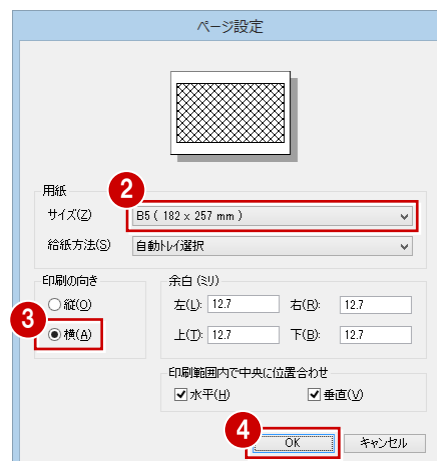 ページ設定
用紙
2
サイズ(Z) B5 ( 182 x 257 mm )
給紙方法(S) 自動トレイ選択
印刷の向き 余白(ミリ)
縦(O) 左(L): 12.7 右(R): 12.7
3
横(A) 上(T): 12.7 下(B): 12.7
印刷範囲内で中央に位置合わせ
水平(H) 垂直(V)
4
OK キャンセル